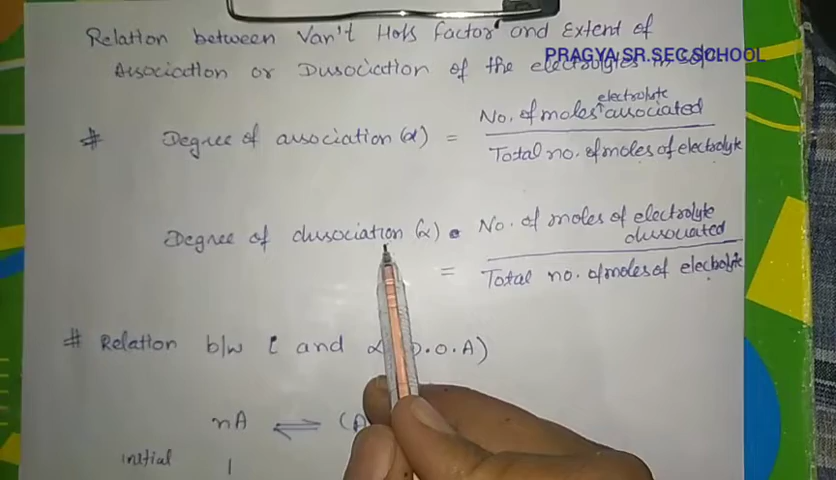 Relation between Van't Hofs factor and Extent of
PRAGYA SR.SEC.SCHOOL
Association or Dissociation of the electrolytes in
# Degree of association (α) = No. of moles electrolyte associated
Total no. of moles of electrolyte
Degree of dissociation (α) = No. of moles of electrolyte
dissociated
Total no. of moles of electrolyte
# Relation b/w i and α D.O.A)
nA ⇌ (A
initial 1